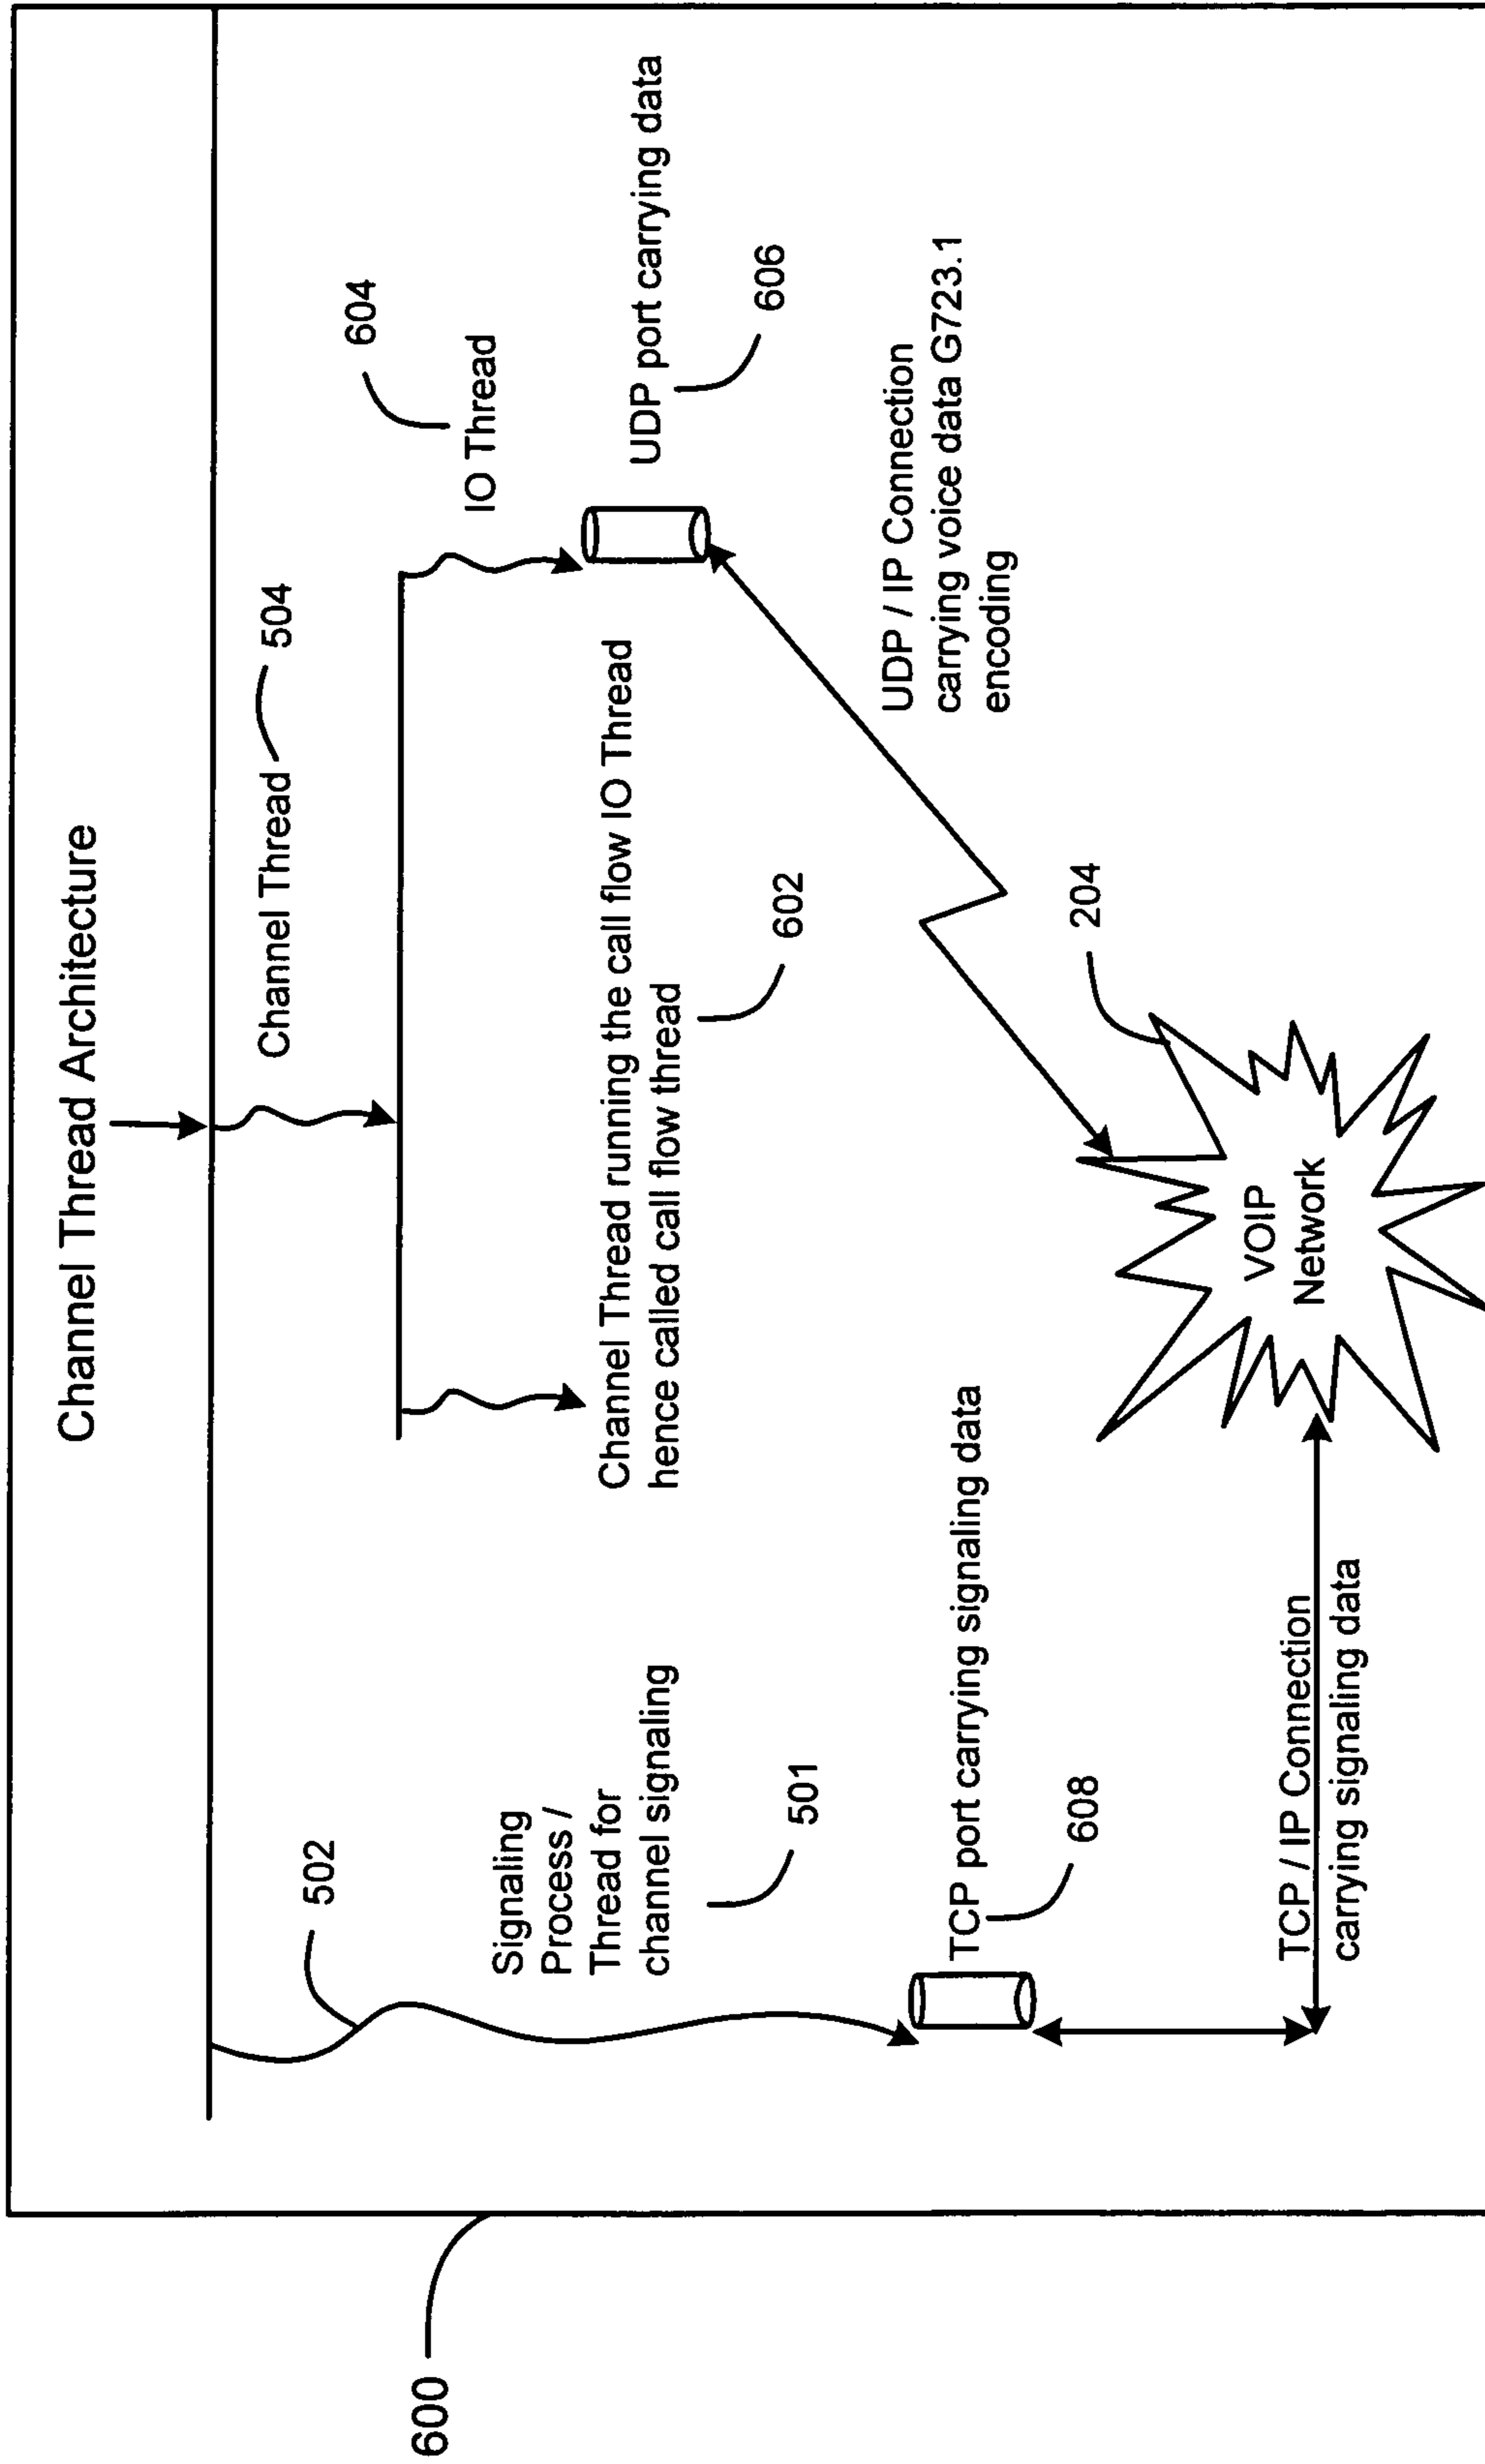 Channel Thread Architecture
600
502
Channel Thread
504
604
IO Thread
Signaling
Process /
Thread for
channel signaling
501
Channel Thread running the call flow IO Thread
hence called call flow thread
602
UDP port carrying data
606
TCP port carrying signaling data
608
UDP / IP Connection
carrying voice data G723.1
encoding
204
VOIP
Network
TCP / IP Connection
carrying signaling data